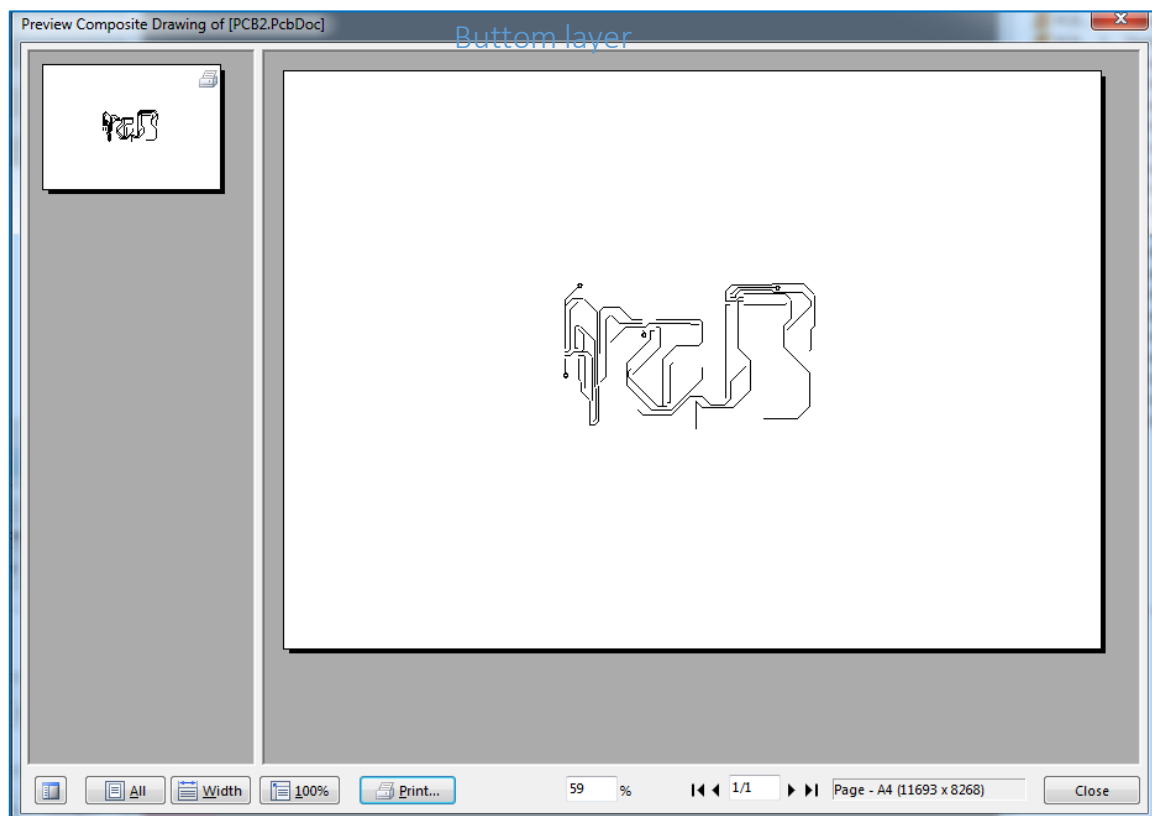 Preview Composite Drawing of [PCB2.PcbDoc]
x
Buttom layer
All
Width
100%
Print...
59
%
1/1
Page - A4 (11693 x 8268)
Close